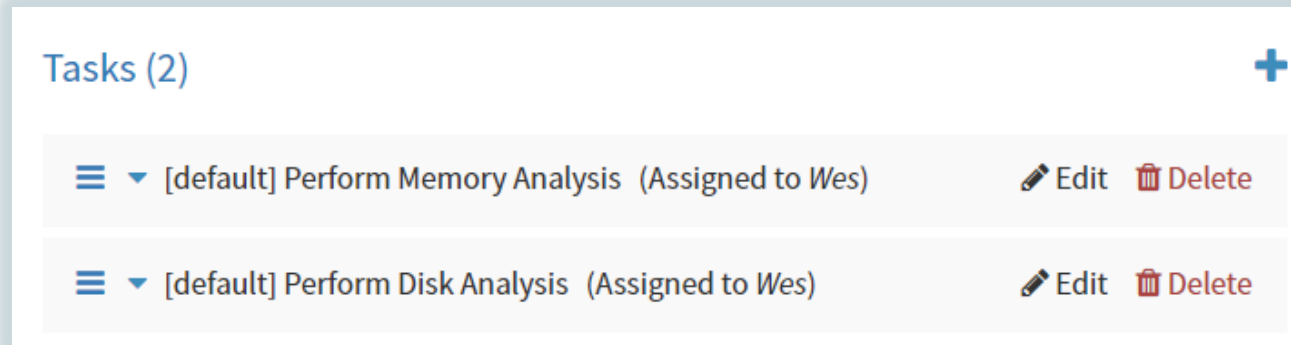 Tasks (2)
[default] Perform Memory Analysis (Assigned to Wes) Edit Delete
[default] Perform Disk Analysis (Assigned to Wes) Edit Delete